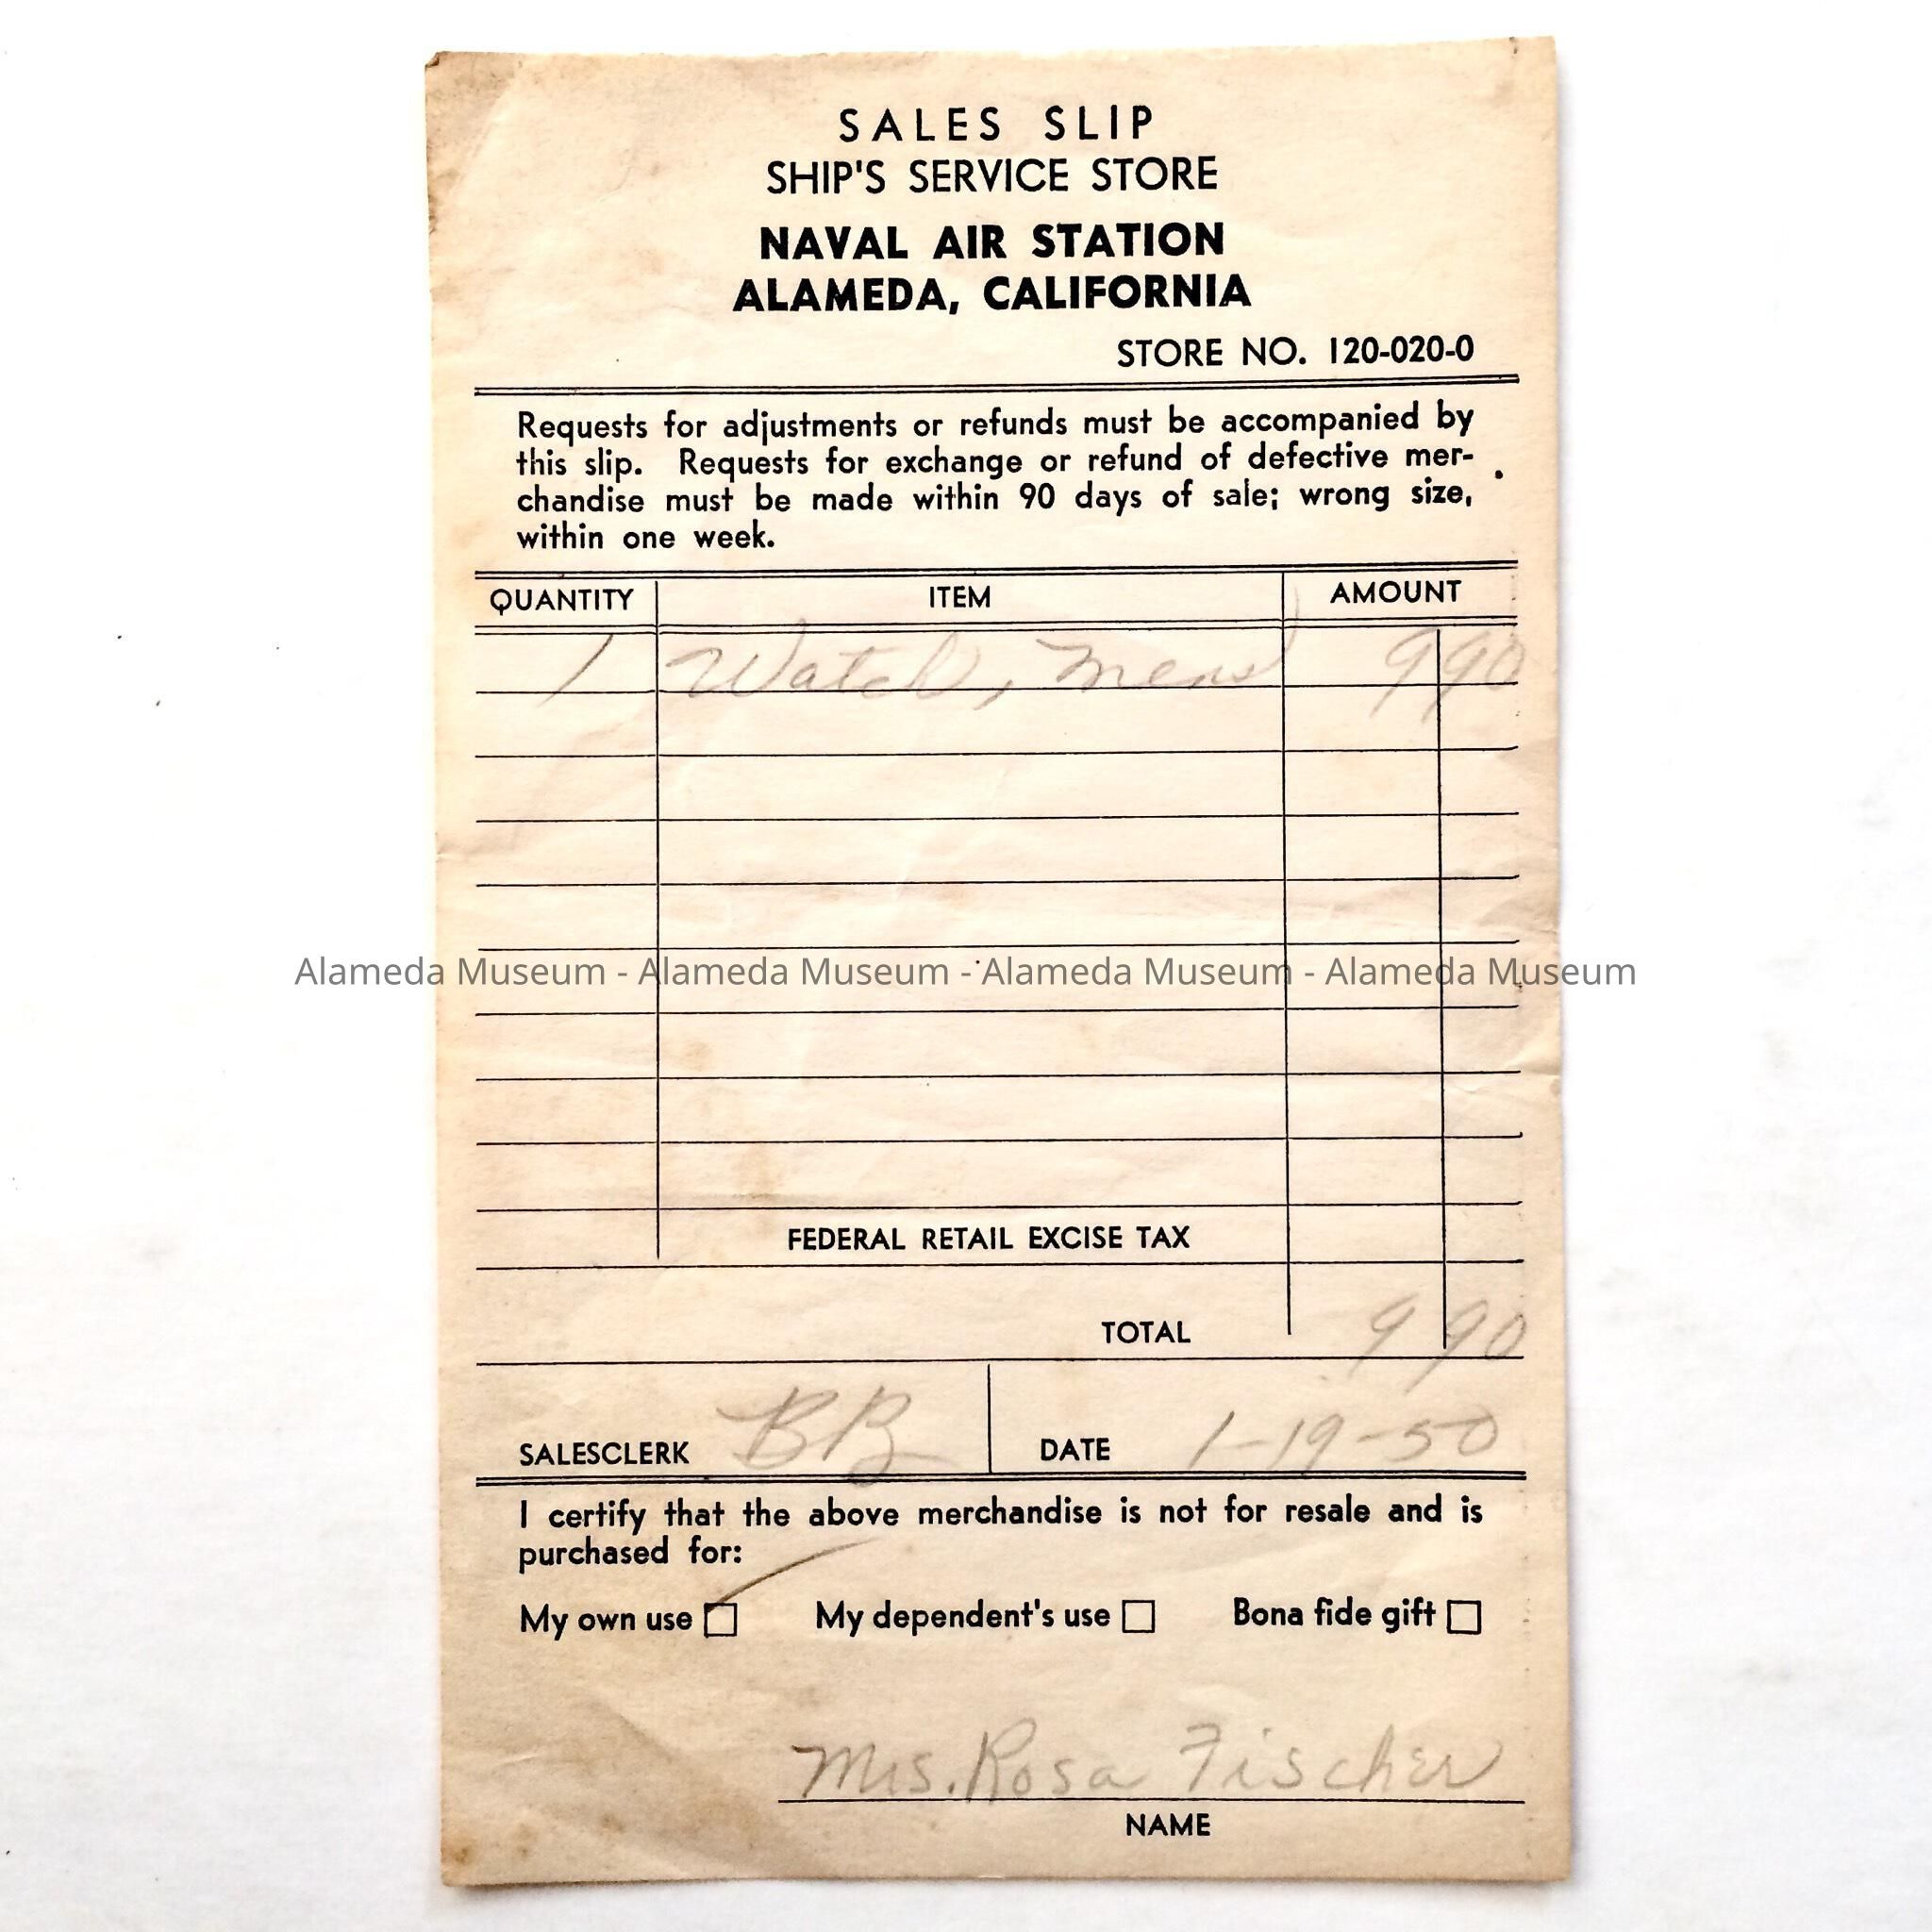 SALES SLIP
SHIP'S SERVICE STORE
NAVAL AIR STATION
ALAMEDA, CALIFORNIA
STORE NO. 120-020-0
Requests for adjustments or refunds must be accompanied by
this slip. Requests for exchange or refund of defective mer-
chandise must be made within 90 days of sale; wrong size,
within one week.
QUANTITY ITEM AMOUNT
1 Watch, mens 9 90
Alameda Museum - Alameda Museum - Alameda Museum - Alameda Museum
FEDERAL RETAIL EXCISE TAX
TOTAL 9 90
SALESCLERK BB DATE 1-19-50
I certify that the above merchandise is not for resale and is
purchased for:
My own use My dependent's use Bona fide gift
Mrs. Rosa Fischer
NAME